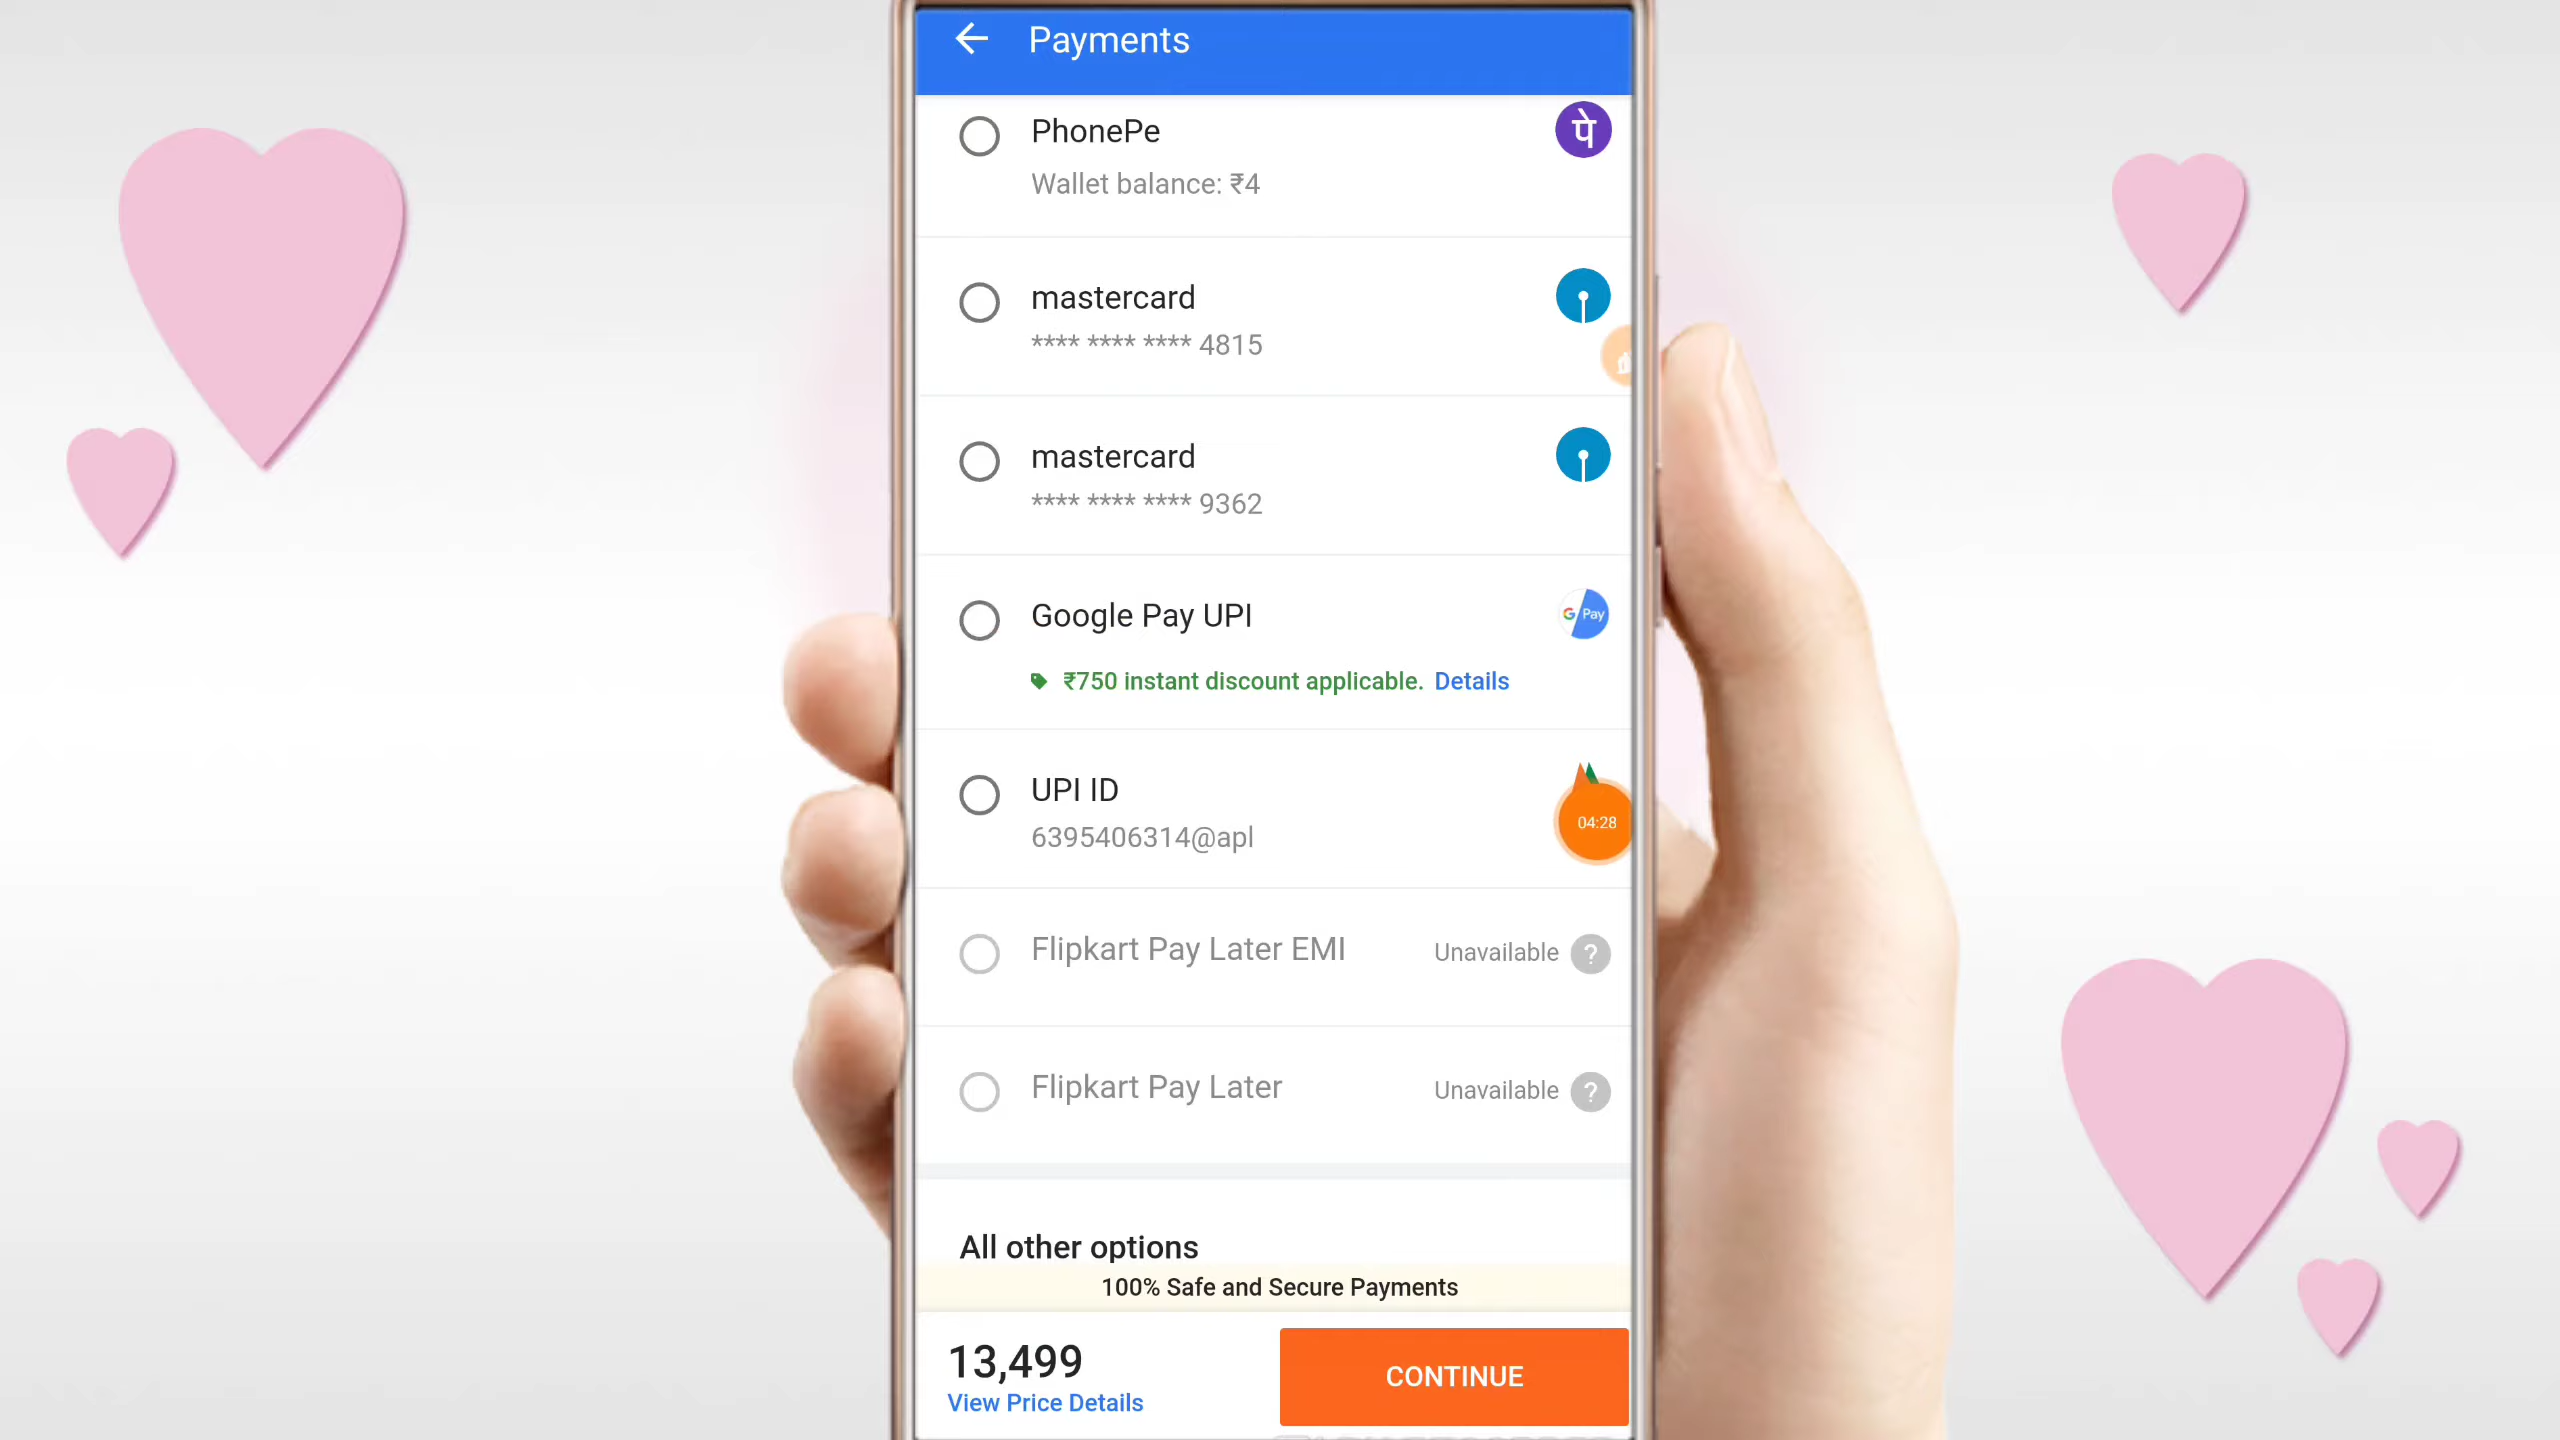 Payments
PhonePe
पे
Wallet balance: ₹4
mastercard
**** **** **** 4815
mastercard
**** **** **** 9362
Google Pay UPI
G Pay
₹750 instant discount applicable. Details
UPI ID
04:28
6395406314@apl
Flipkart Pay Later EMI Unavailable ?
Flipkart Pay Later Unavailable ?
All other options
100% Safe and Secure Payments
13,499
CONTINUE
View Price Details